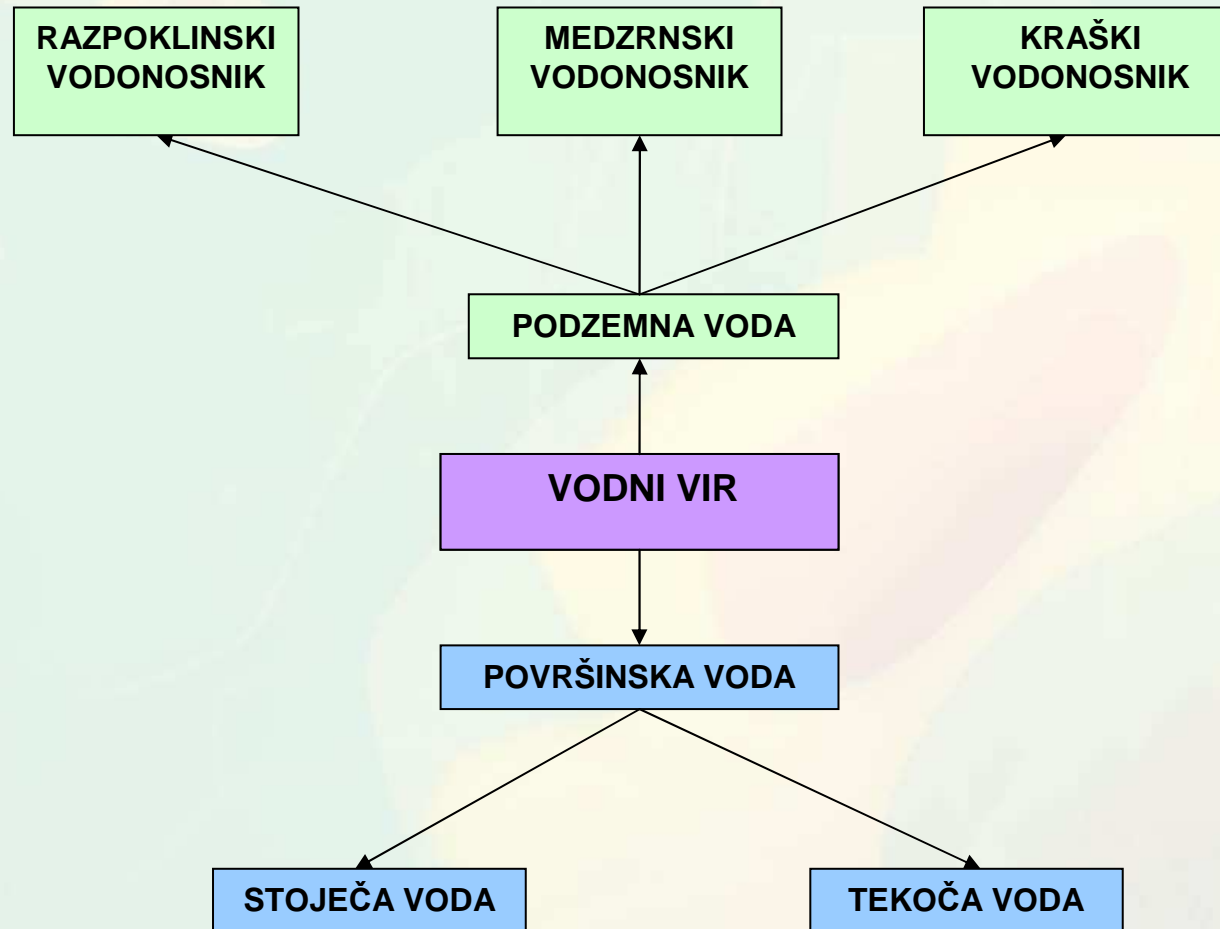 RAZPOKLINSKI
VODONOSNIK
MEDZRNSKI
VODONOSNIK
KRAŠKI
VODONOSNIK
PODZEMNA VODA
VODNI VIR
POVRŠINSKA VODA
STOJEČA VODA
TEKOČA VODA